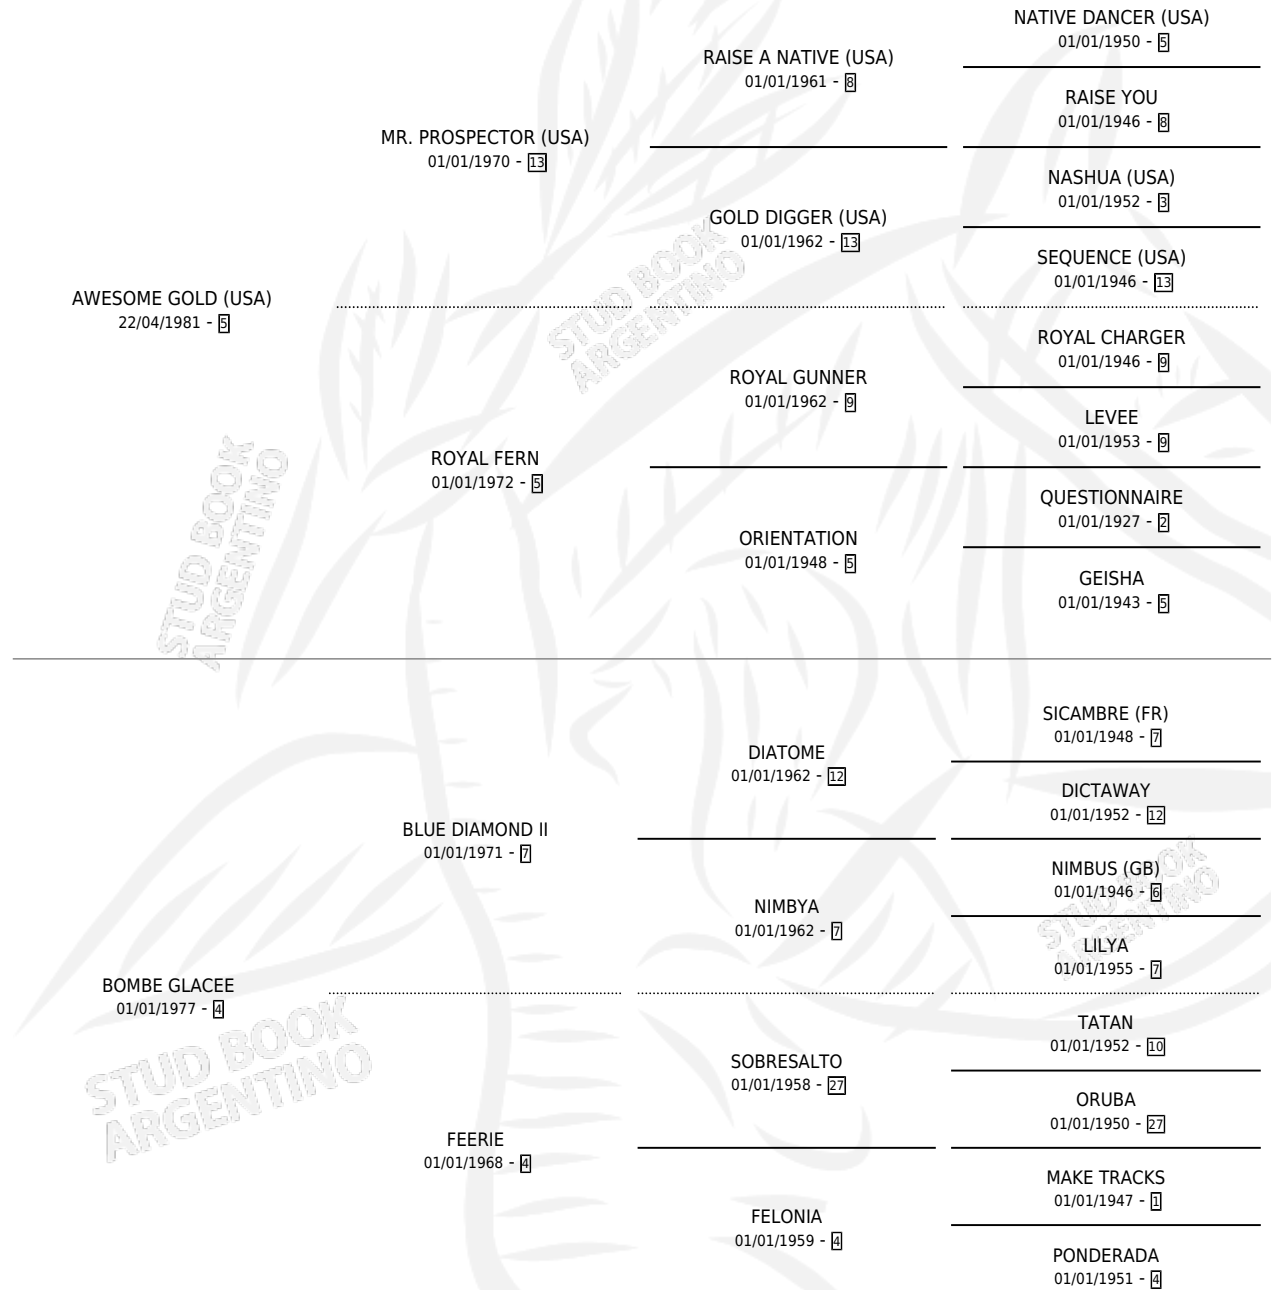 NATIVE DANCER (USA)
01/01/1950 - 5
RAISE A NATIVE (USA)
01/01/1961 - 8
RAISE YOU
01/01/1946 - 8
MR. PROSPECTOR (USA)
01/01/1970 - 13
NASHUA (USA)
01/01/1952 - 3
GOLD DIGGER (USA)
01/01/1962 - 13
SEQUENCE (USA)
01/01/1946 - 13
AWESOME GOLD (USA)
22/04/1981 - 5
STUD BOOK
ARGENTINO
ROYAL CHARGER
01/01/1946 - 9
ROYAL GUNNER
01/01/1962 - 9
LEVEE
01/01/1953 - 9
ROYAL FERN
01/01/1972 - 5
QUESTIONNAIRE
01/01/1927 - 2
ORIENTATION
01/01/1948 - 5
GEISHA
01/01/1943 - 5
STUD BOOK
ARGENTINO
SICAMBRE (FR)
01/01/1948 - 7
DIATOME
01/01/1962 - 12
DICTAWAY
01/01/1952 - 12
BLUE DIAMOND II
01/01/1971 - 7
NIMBUS (GB)
01/01/1946 - 6
NIMBYA
01/01/1962 - 7
LILYA
01/01/1955 - 7
STUD BOOK
ARGENTINO
BOMBE GLACEE
01/01/1977 - 4
TATAN
01/01/1952 - 10
SOBRESALTO
01/01/1958 - 27
ORUBA
01/01/1950 - 27
STUD BOOK
ARGENTINO
FEERIE
01/01/1968 - 4
MAKE TRACKS
01/01/1947 - 1
FELONIA
01/01/1959 - 4
PONDERADA
01/01/1951 - 4